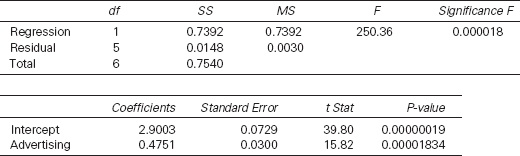 df SS MS F Significance F
Regression 1 0.7392 0.7392 250.36 0.000018
Residual 5 0.0148 0.0030
Total 6 0.7540
Coefficients Standard Error t Stat P-value
Intercept 2.9003 0.0729 39.80 0.00000019
Advertising 0.4751 0.0300 15.82 0.00001834